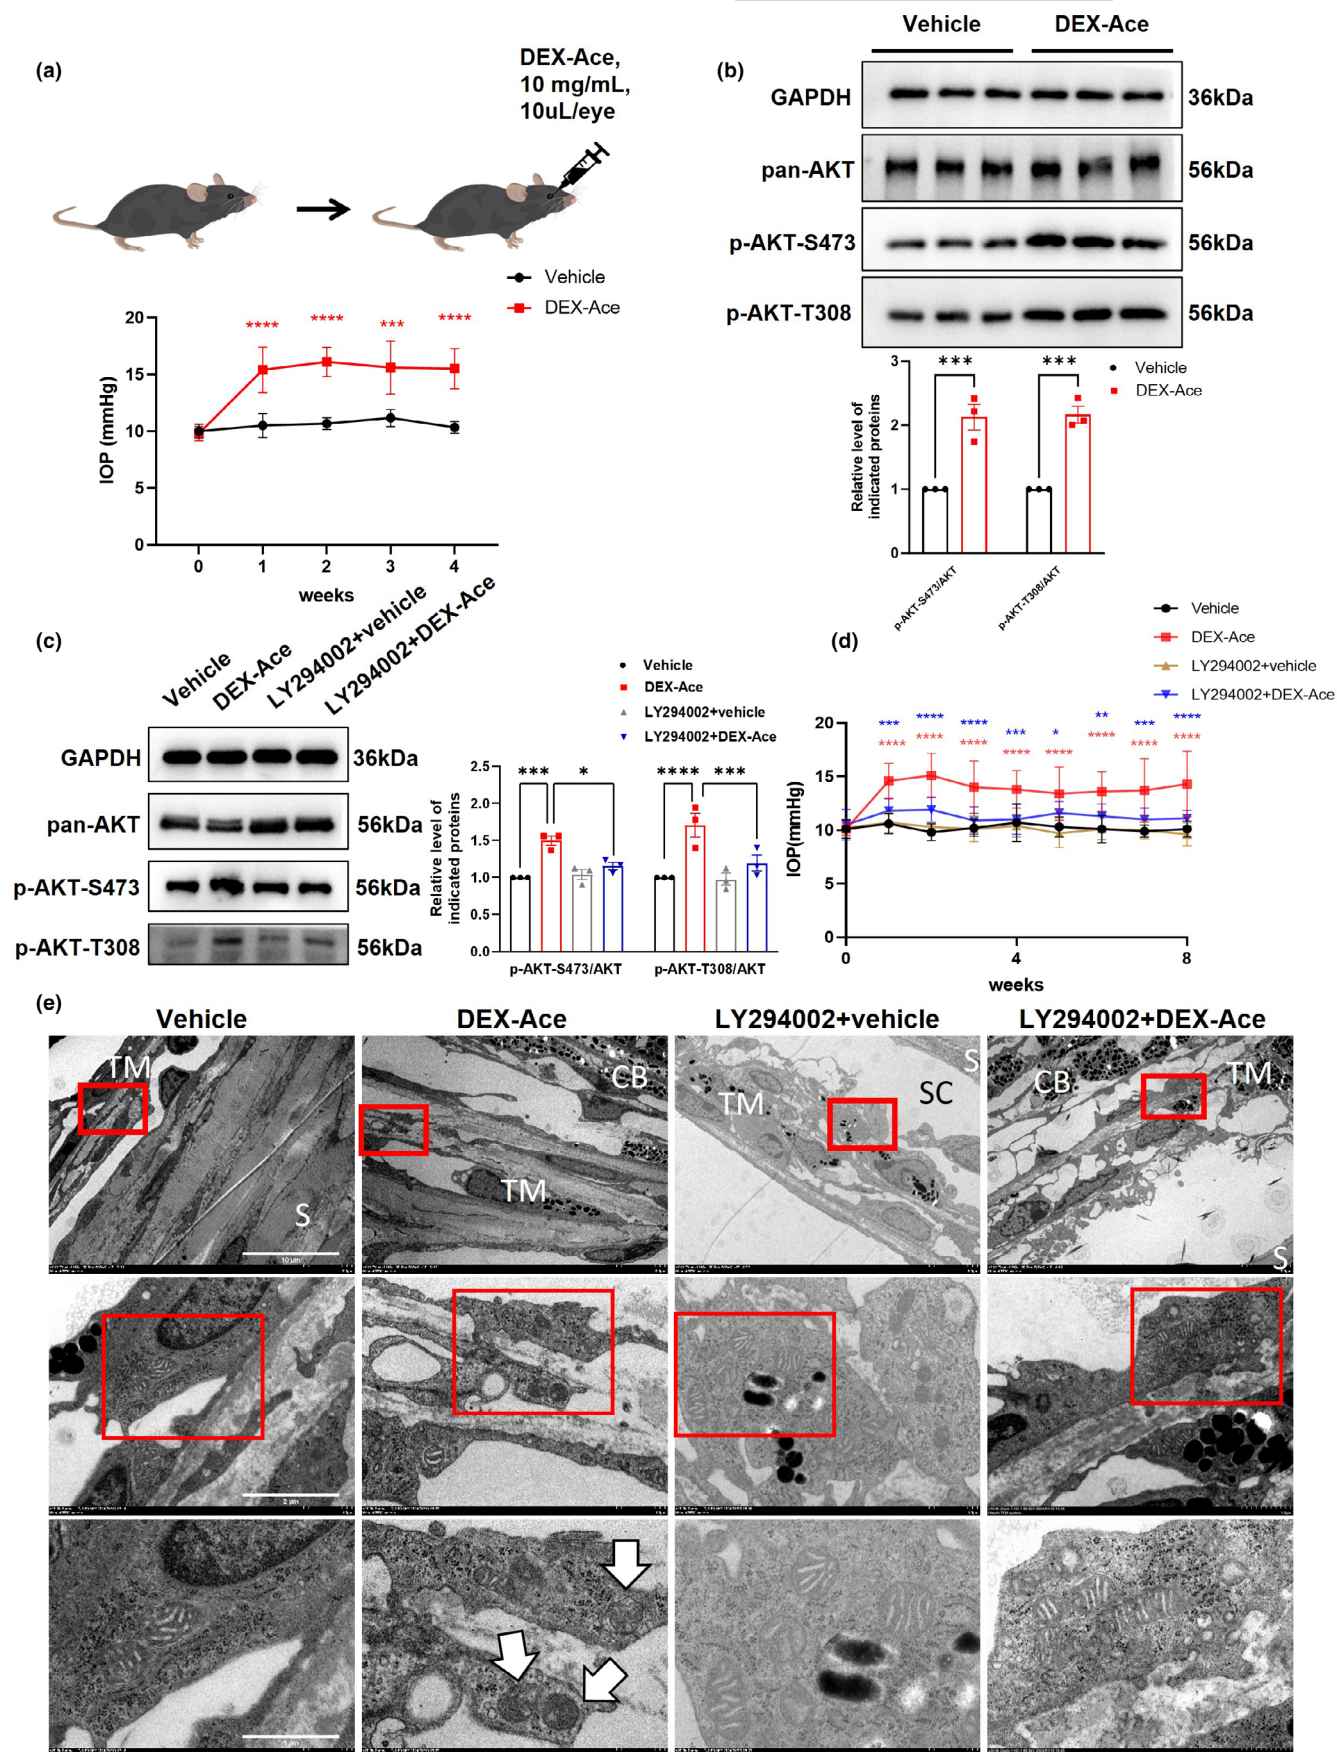 (a)
DEX-Ace,
10 mg/mL,
10uL/eye
Vehicle
DEX-Ace
20
15
10
5
0
IOP (mmHg)
****
****
***
****
0 1 2 3 4
weeks
(b)
Vehicle DEX-Ace
GAPDH 36kDa
pan-AKT 56kDa
p-AKT-S473 56kDa
p-AKT-T308 56kDa
Vehicle
DEX-Ace
*** ***
3
2
1
0
Relative level of
indicated proteins
p-AKT-S473/AKT
p-AKT-T308/AKT
(c)
Vehicle
DEX-Ace
LY294002+vehicle
LY294002+DEX-Ace
GAPDH 36kDa
pan-AKT 56kDa
p-AKT-S473 56kDa
p-AKT-T308 56kDa
Vehicle
DEX-Ace
LY294002+vehicle
LY294002+DEX-Ace
*** * **** ***
2.5
2.0
1.5
1.0
0.5
0.0
Relative level of
indicated proteins
p-AKT-S473/AKT p-AKT-T308/AKT
(d)
Vehicle
DEX-Ace
LY294002+vehicle
LY294002+DEX-Ace
*** **** **** *** * ** *** ****
**** **** **** **** **** **** **** ****
20
15
10
5
0
IOP(mmHg)
0 4 8
weeks
(e)
Vehicle DEX-Ace LY294002+vehicle LY294002+DEX-Ace
TM
S
10 µm
CB
TM
TM
S
SC
CB
TM
S
2 µm
1 µm